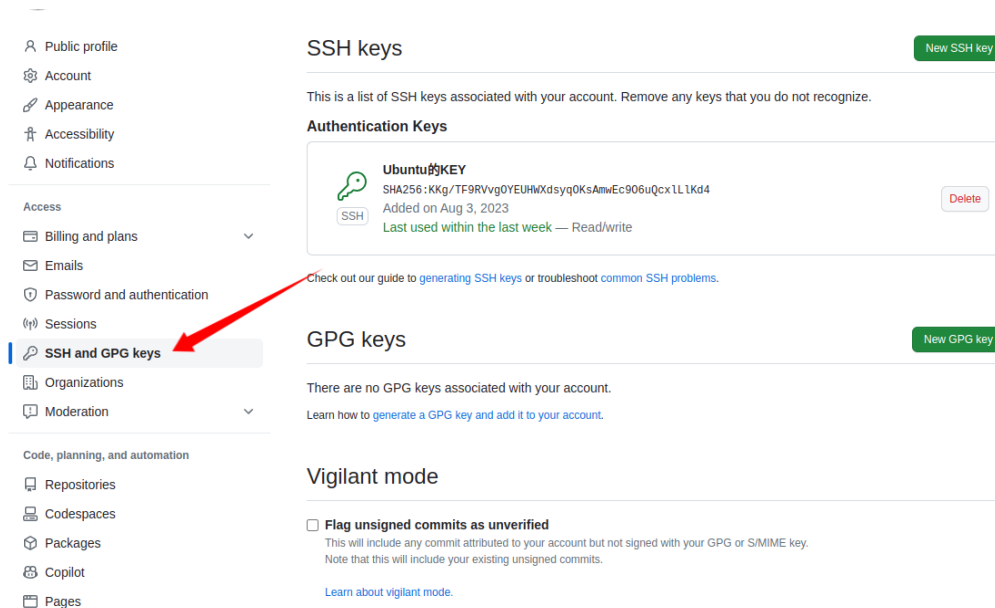 Public profile
Account
Appearance
Accessibility
Notifications
Access
Billing and plans
Emails
Password and authentication
Sessions
SSH and GPG keys
Organizations
Moderation
Code, planning, and automation
Repositories
Codespaces
Packages
Copilot
Pages
SSH keys
New SSH key
This is a list of SSH keys associated with your account. Remove any keys that you do not recognize.
Authentication Keys
Ubuntu的KEY
SHA256:KKg/TF9RVvgOYEUHWXdsyqOKsAmwEc9O6uQcxlLlKd4
SSH
Added on Aug 3, 2023
Last used within the last week — Read/write
Delete
Check out our guide to generating SSH keys or troubleshoot common SSH problems.
GPG keys
New GPG key
There are no GPG keys associated with your account.
Learn how to generate a GPG key and add it to your account.
Vigilant mode
Flag unsigned commits as unverified
This will include any commit attributed to your account but not signed with your GPG or S/MIME key.
Note that this will include your existing unsigned commits.
Learn about vigilant mode.